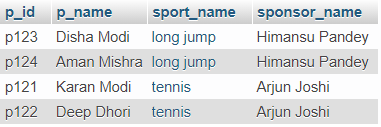 p_id p_name sport_name sponsor_name
p123 Disha Modi long jump Himansu Pandey
p124 Aman Mishra long jump Himansu Pandey
p121 Karan Modi tennis Arjun Joshi
p122 Deep Dhori tennis Arjun Joshi